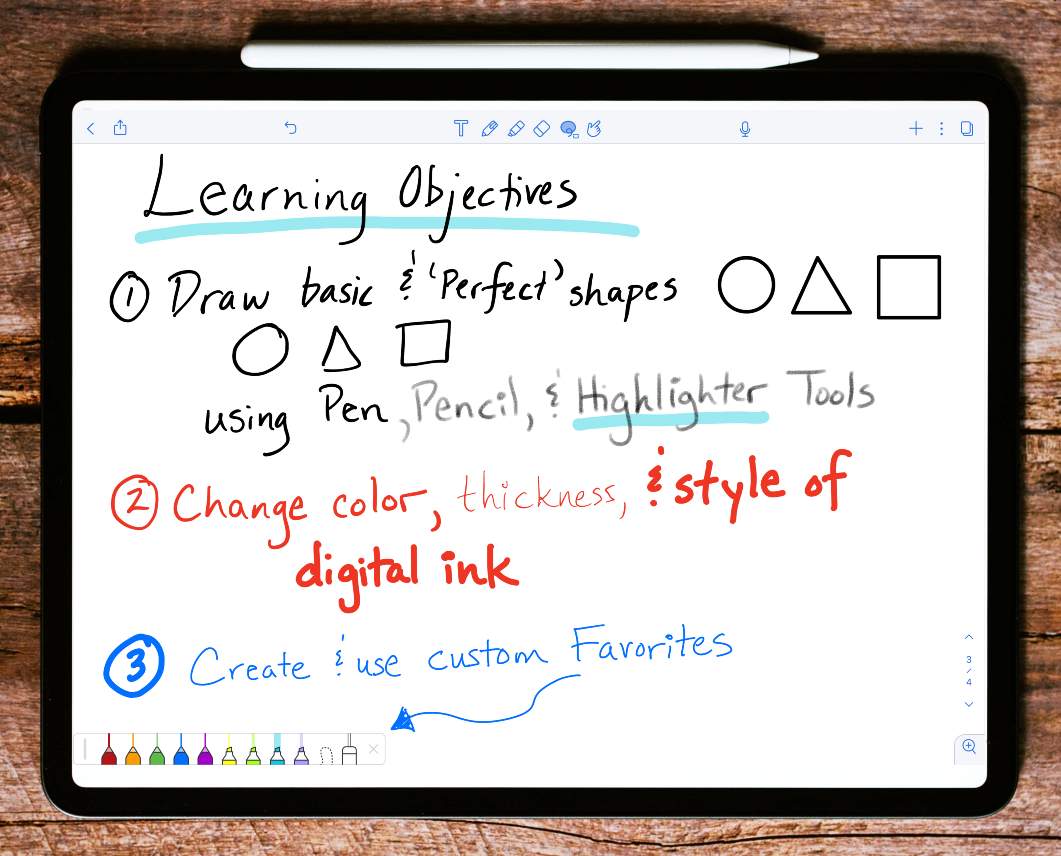 Learning Objectives
① Draw basic & 'Perfect' shapes
using Pen, Pencil, & Highlighter Tools
② Change color, thickness, & style of
digital ink
③ Create & use custom Favorites
3
/
4